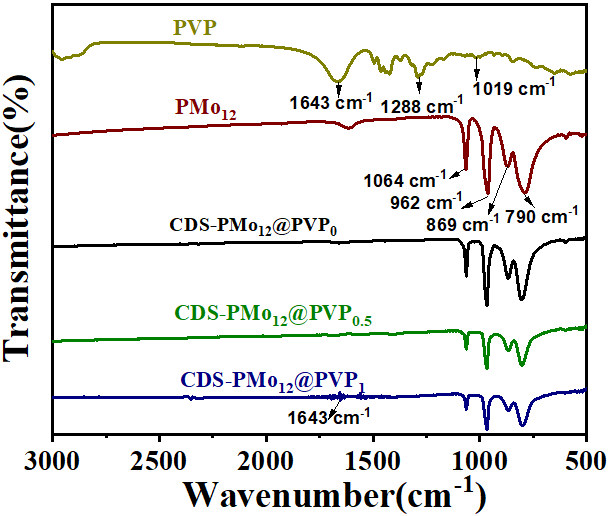 PVP
1643 cm⁻¹
1288 cm⁻¹
1019 cm⁻¹
PMo₁₂
1064 cm⁻¹
962 cm⁻¹
869 cm⁻¹
790 cm⁻¹
CDS-PMo₁₂@PVP₀
CDS-PMo₁₂@PVP₀.₅
CDS-PMo₁₂@PVP₁
1643 cm⁻¹
Transmittance(%)
3000 2500 2000 1500 1000 500
Wavenumber(cm⁻¹)